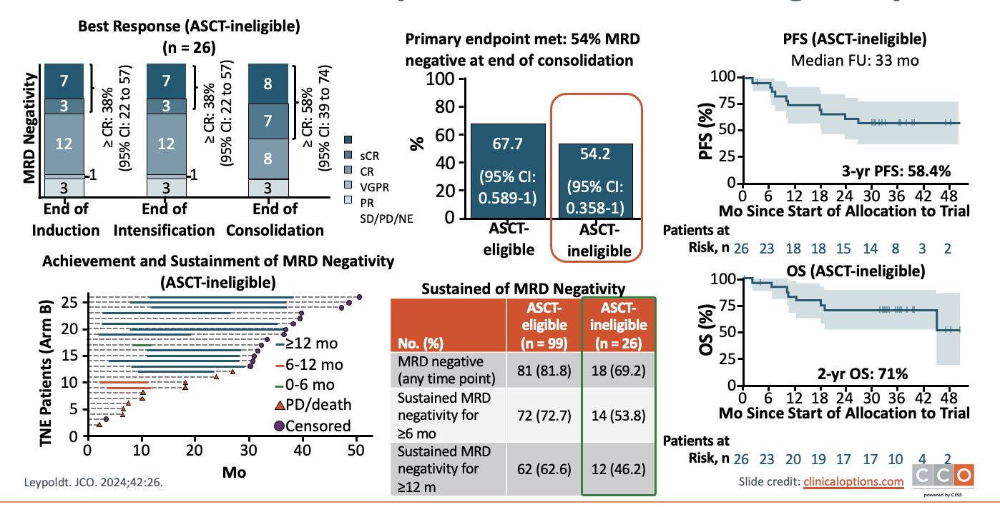 Best Response (ASCT-ineligible)
(n = 26)
MRD Negativity
7
3
12
1
3
≥ CR: 38%
(95% CI: 22 to 57)
7
3
12
1
3
≥ CR: 38%
(95% CI: 22 to 57)
8
7
8
3
≥ CR: 58%
(95% CI: 39 to 74)
sCR
CR
VGPR
PR
SD/PD/NE
End of
Induction
End of
Intensification
End of
Consolidation
Primary endpoint met: 54% MRD
negative at end of consolidation
%
100
80
60
40
20
0
67.7
(95% CI:
0.589-1)
54.2
(95% CI:
0.358-1)
ASCT-
eligible
ASCT-
ineligible
PFS (ASCT-ineligible)
Median FU: 33 mo
PFS (%)
100
75
50
25
0
3-yr PFS: 58.4%
0 6 12 18 24 30 36 42 48
Mo Since Start of Allocation to Trial
Patients at
Risk, n 26 23 18 18 15 14 8 3 2
Achievement and Sustainment of MRD Negativity
(ASCT-ineligible)
TNE Patients (Arm B)
25
20
15
10
5
0
≥12 mo
6-12 mo
0-6 mo
PD/death
Censored
0 10 20 30 40 50
Mo
Sustained of MRD Negativity
No. (%)
ASCT-
eligible
(n = 99)
ASCT-
ineligible
(n = 26)
MRD negative
(any time point)
81 (81.8)
18 (69.2)
Sustained MRD
negativity for
≥6 mo
72 (72.7)
14 (53.8)
Sustained MRD
negativity for
≥12 m
62 (62.6)
12 (46.2)
OS (ASCT-ineligible)
OS (%)
100
75
50
25
0
2-yr OS: 71%
0 6 12 18 24 30 36 42 48
Mo Since Start of Allocation to Trial
Patients at
Risk, n 26 23 20 19 17 17 10 4 2
Leypoldt. JCO. 2024;42:26.
Slide credit: clinicaloptions.com
CCO
powered by cea